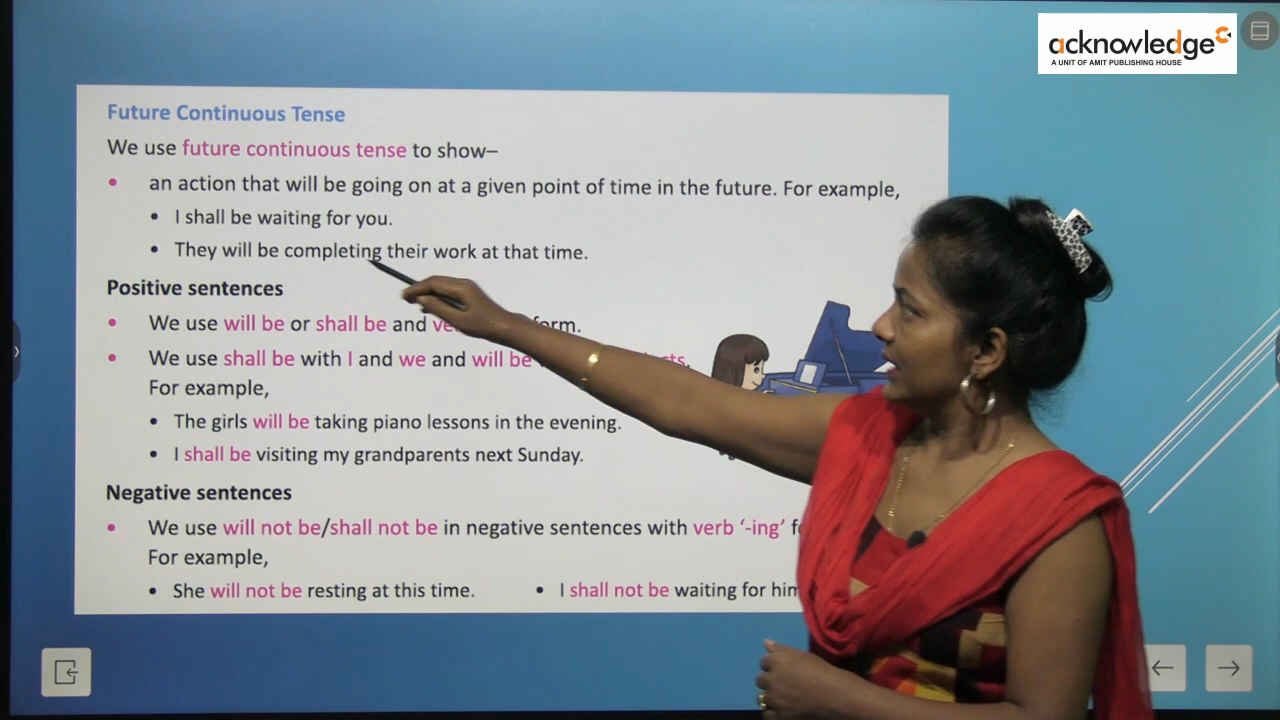 acknowledge
A UNIT OF AMIT PUBLISHING HOUSE
Future Continuous Tense
We use future continuous tense to show–
• an action that will be going on at a given point of time in the future. For example,
• I shall be waiting for you.
• They will be completing their work at that time.
Positive sentences
• We use will be or shall be and form.
• We use shall be with I and we and will be
For example,
• The girls will be taking piano lessons in the evening.
• I shall be visiting my grandparents next Sunday.
Negative sentences
• We use will not be/shall not be in negative sentences with verb ‘-ing’
For example,
• She will not be resting at this time. • I shall not be waiting for him